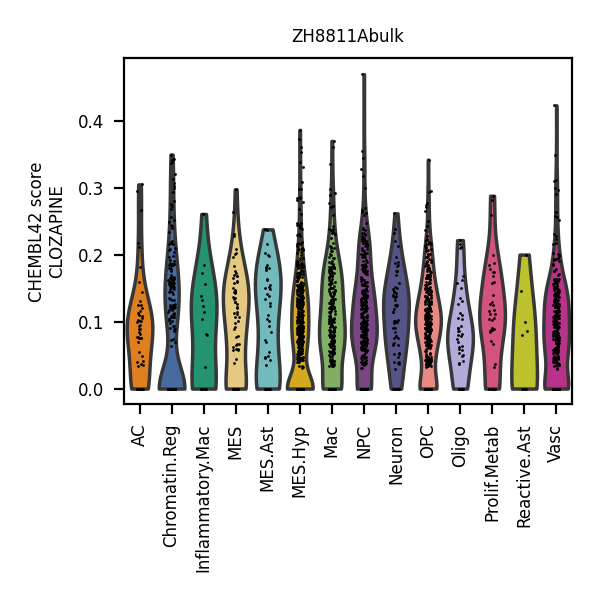 ZH8811Abulk
CHEMBL42 score
CLOZAPINE
0.4
0.3
0.2
0.1
0.0
AC
Chromatin.Reg
Inflammatory.Mac
MES
MES.Ast
MES.Hyp
Mac
NPC
Neuron
OPC
Oligo
Prolif.Metab
Reactive.Ast
Vasc